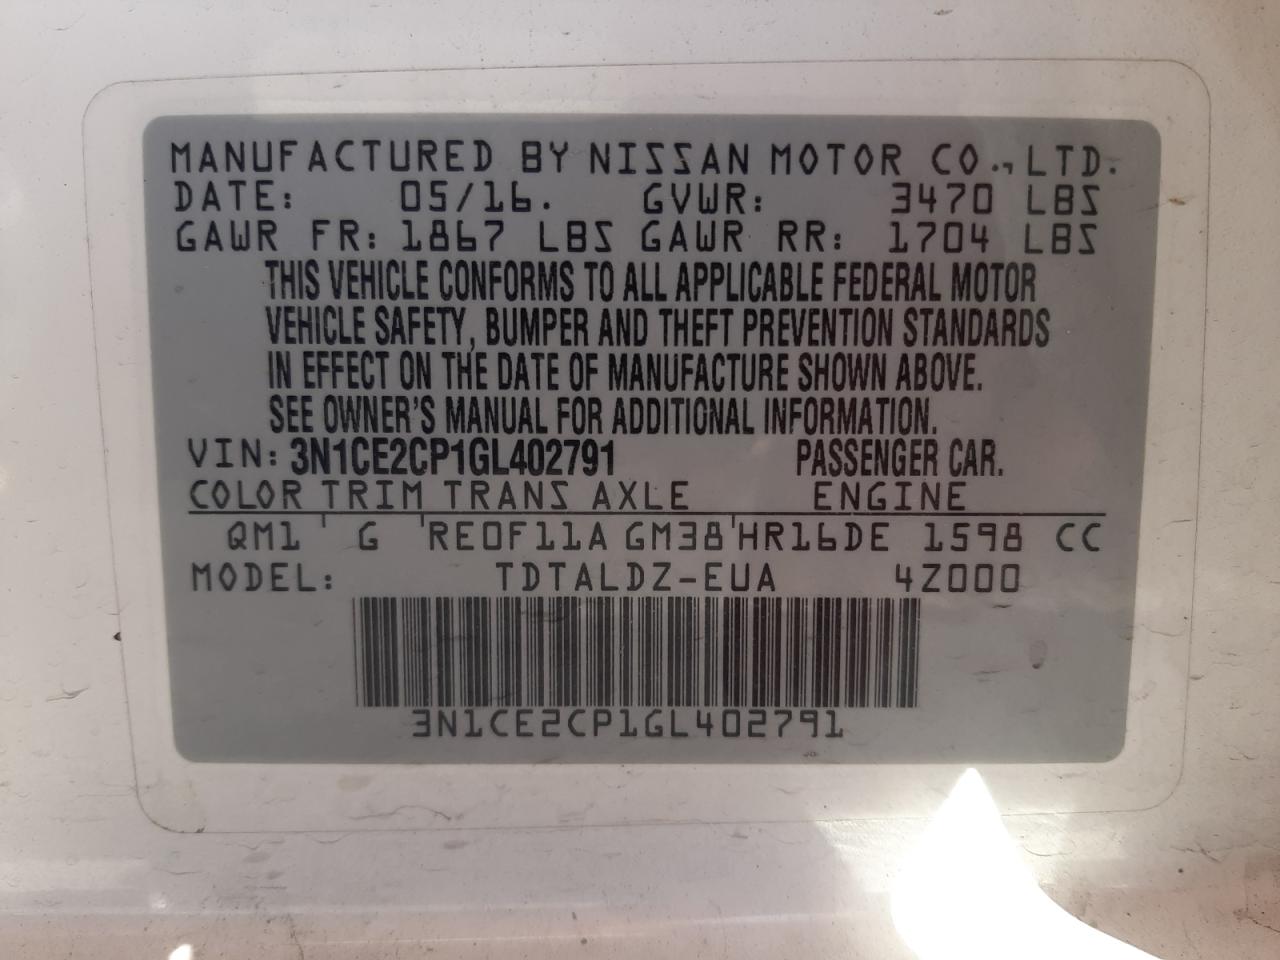 MANUFACTURED BY NISSAN MOTOR CO., LTD.
DATE: 05/16. GVWR: 3470 LBS
GAWR FR: 1867 LBS GAWR RR: 1704 LBS
THIS VEHICLE CONFORMS TO ALL APPLICABLE FEDERAL MOTOR
VEHICLE SAFETY, BUMPER AND THEFT PREVENTION STANDARDS
IN EFFECT ON THE DATE OF MANUFACTURE SHOWN ABOVE.
SEE OWNER'S MANUAL FOR ADDITIONAL INFORMATION.
VIN: 3N1CE2CP1GL402791 PASSENGER CAR.
COLOR TRIM TRANS AXLE ENGINE
QM1 ' G ' RE0F11A GM38 ' HR16DE 1598 CC
MODEL: TDTALDZ-EUA 4Z000
3N1CE2CP1GL402791